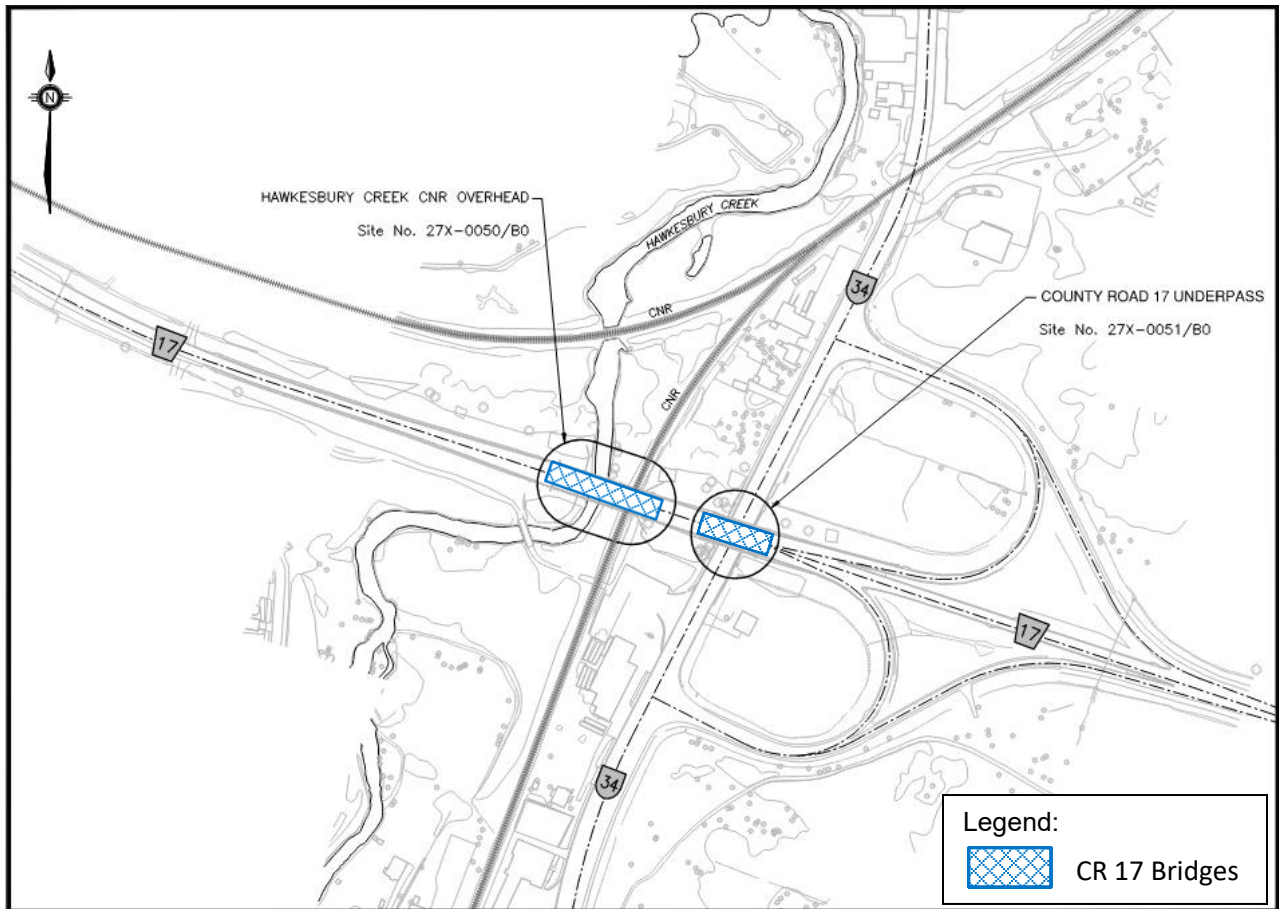 N
HAWKESBURY CREEK CNR OVERHEAD
Site No. 27X-0050/B0
HAWKESBURY CREEK
34
COUNTY ROAD 17 UNDERPASS
Site No. 27X-0051/B0
CNR
17
CNR
17
34
Legend:
CR 17 Bridges